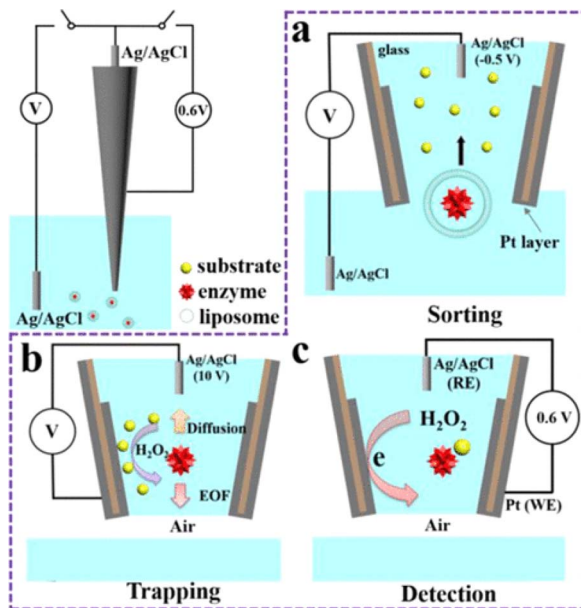 Ag/AgCl
V
0.6V
Ag/AgCl
substrate
enzyme
liposome
a
glass
Ag/AgCl
(-0.5 V)
V
Ag/AgCl
Pt layer
Sorting
b
Ag/AgCl
(10 V)
V
Diffusion
H₂O₂
EOF
Air
Trapping
c
Ag/AgCl
(RE)
H₂O₂
0.6 V
e
Pt (WE)
Air
Detection